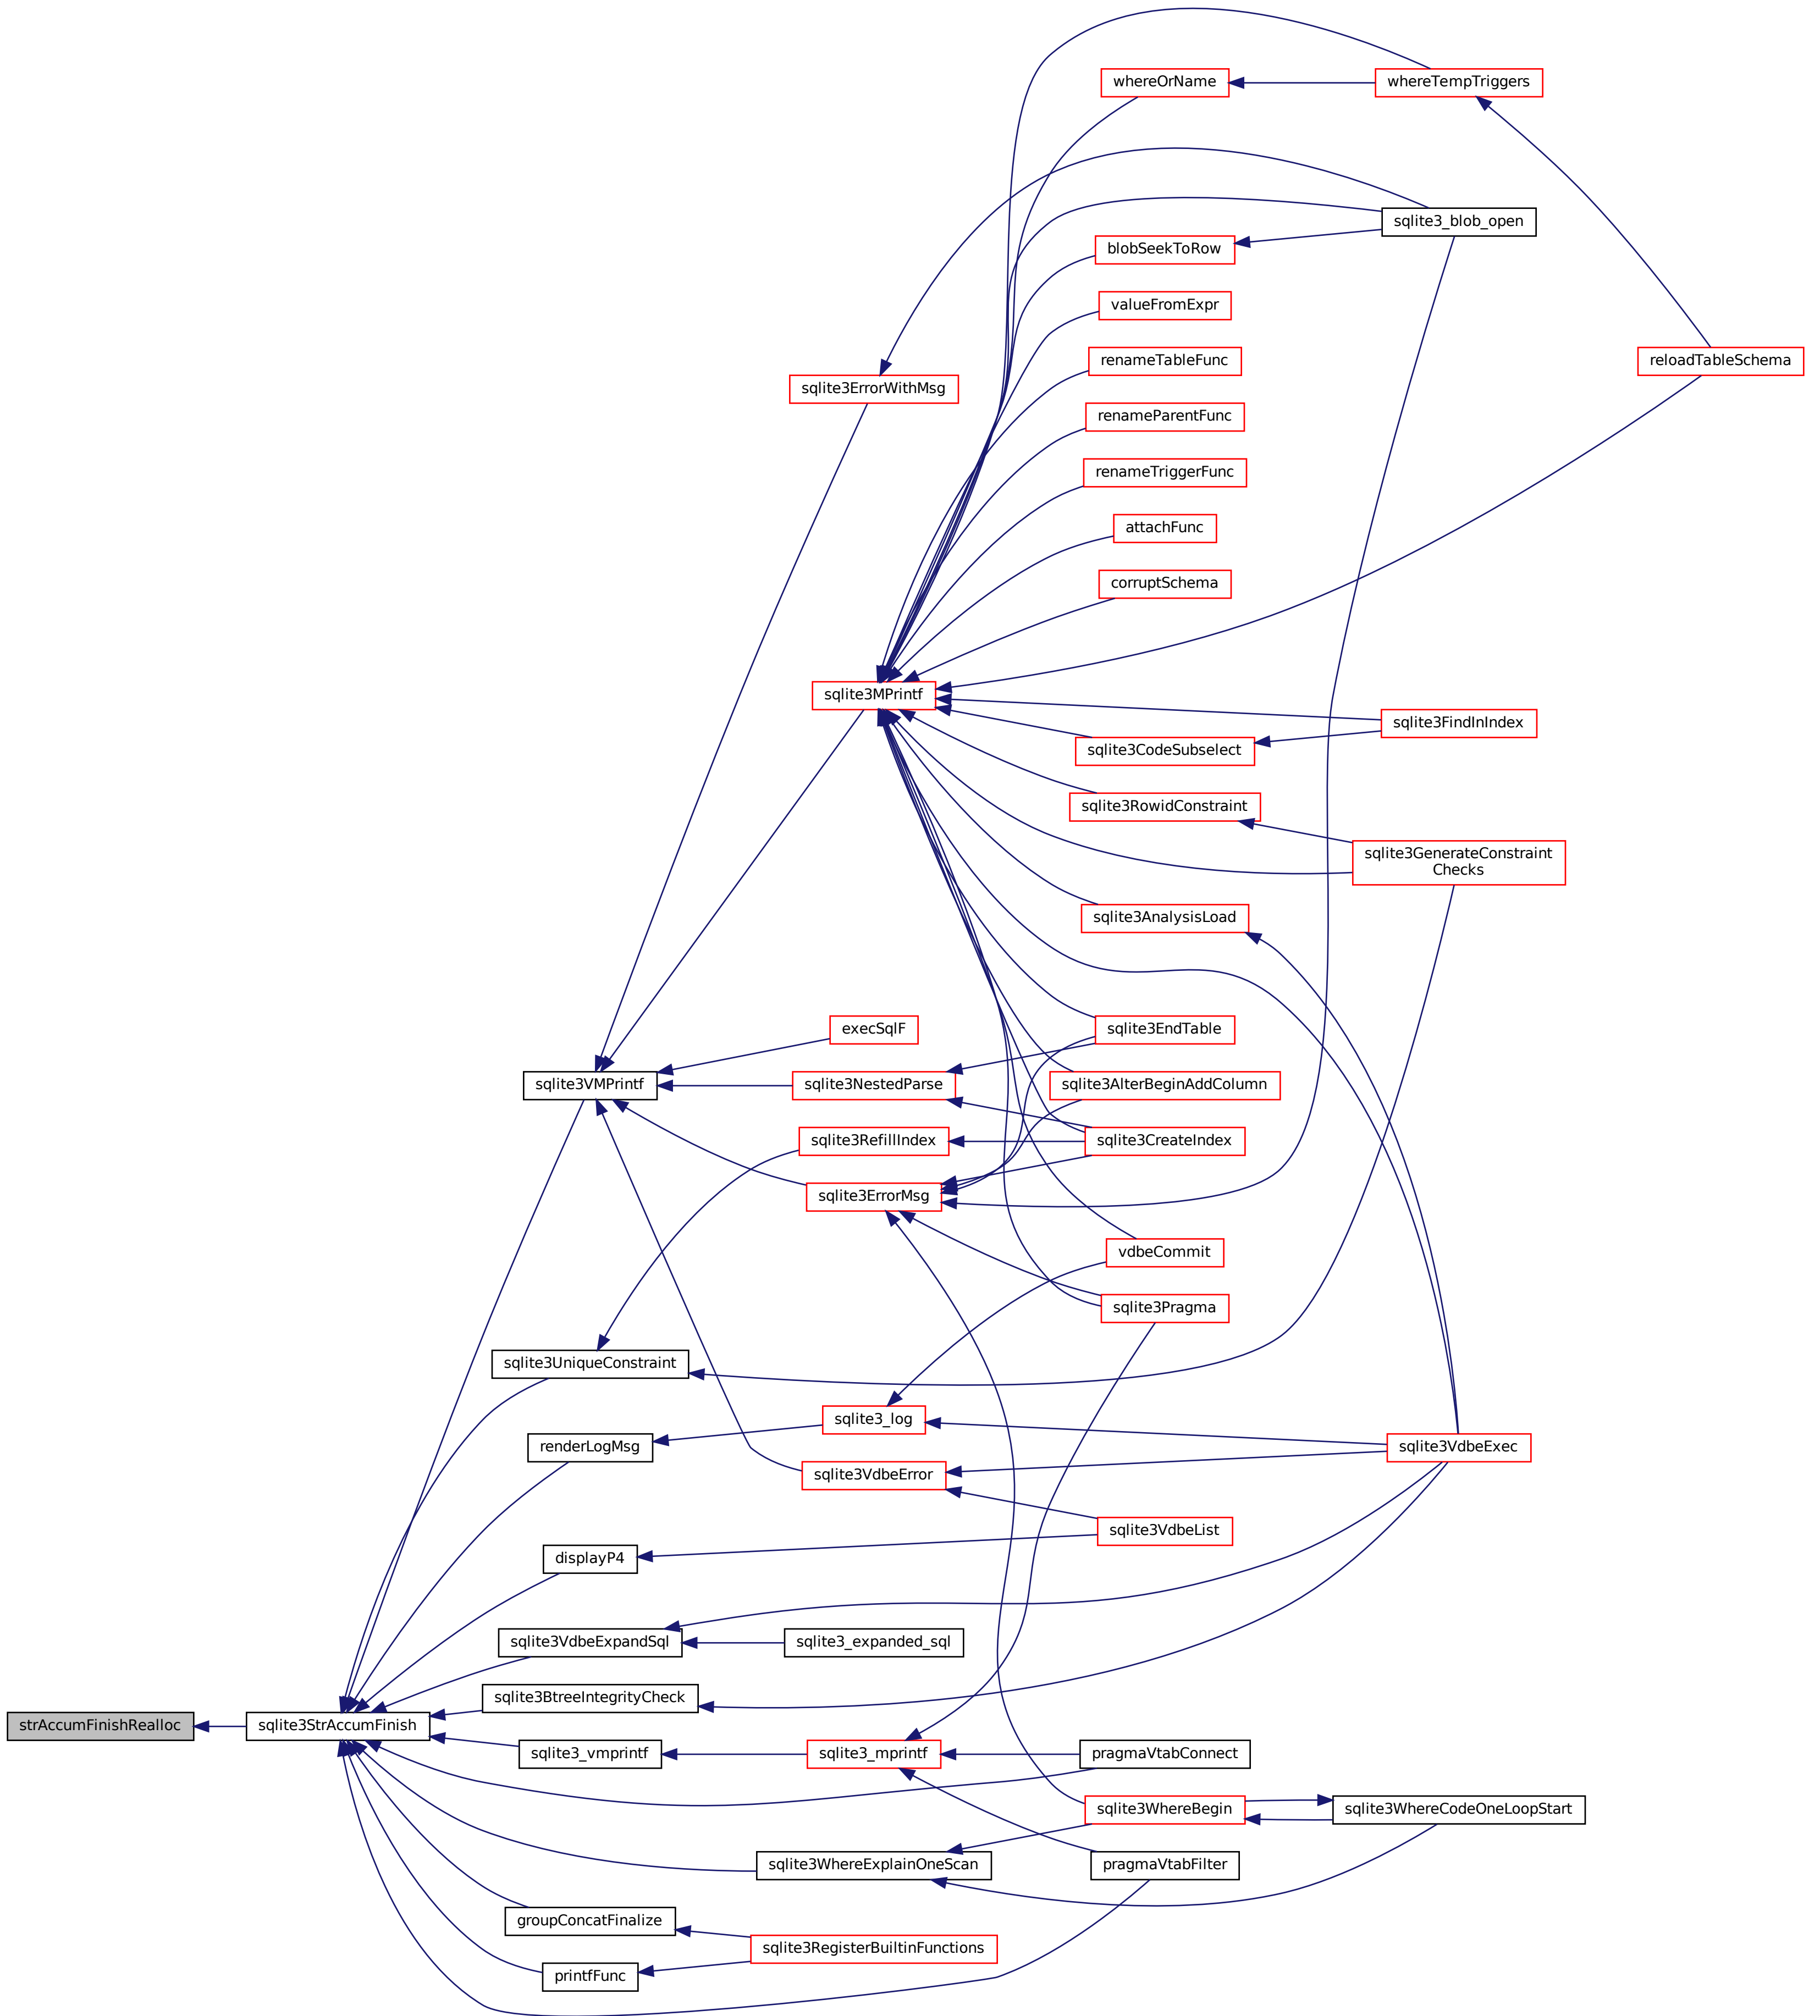 whereOrName
whereTempTriggers
sqlite3_blob_open
blobSeekToRow
valueFromExpr
renameTableFunc
reloadTableSchema
sqlite3ErrorWithMsg
renameParentFunc
renameTriggerFunc
attachFunc
corruptSchema
sqlite3MPrintf
sqlite3FindInIndex
sqlite3CodeSubselect
sqlite3RowidConstraint
sqlite3GenerateConstraint
Checks
sqlite3AnalysisLoad
execSqlF
sqlite3EndTable
sqlite3VMPrintf
sqlite3NestedParse
sqlite3AlterBeginAddColumn
sqlite3RefillIndex
sqlite3CreateIndex
sqlite3ErrorMsg
vdbeCommit
sqlite3Pragma
sqlite3UniqueConstraint
sqlite3_log
renderLogMsg
sqlite3VdbeExec
sqlite3VdbeError
sqlite3VdbeList
displayP4
sqlite3VdbeExpandSql
sqlite3_expanded_sql
sqlite3BtreeIntegrityCheck
strAccumFinishRealloc
sqlite3StrAccumFinish
sqlite3_vmprintf
sqlite3_mprintf
pragmaVtabConnect
sqlite3WhereBegin
sqlite3WhereCodeOneLoopStart
sqlite3WhereExplainOneScan
pragmaVtabFilter
groupConcatFinalize
sqlite3RegisterBuiltinFunctions
printfFunc